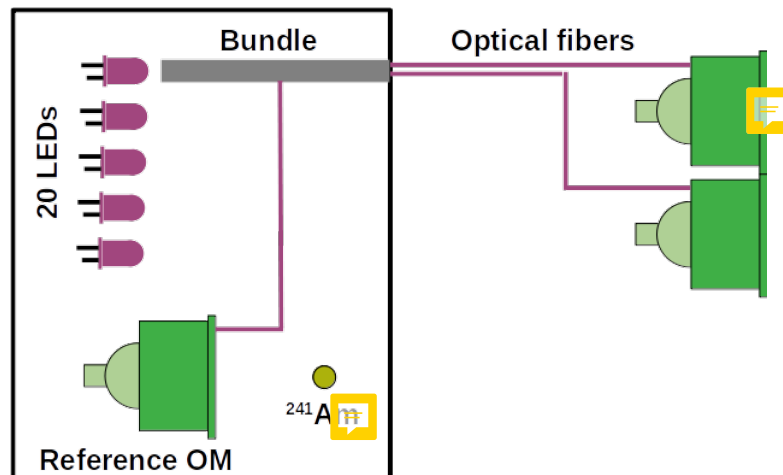 Bundle
Optical fibers
20 LEDs
²⁴¹Am
Reference OM